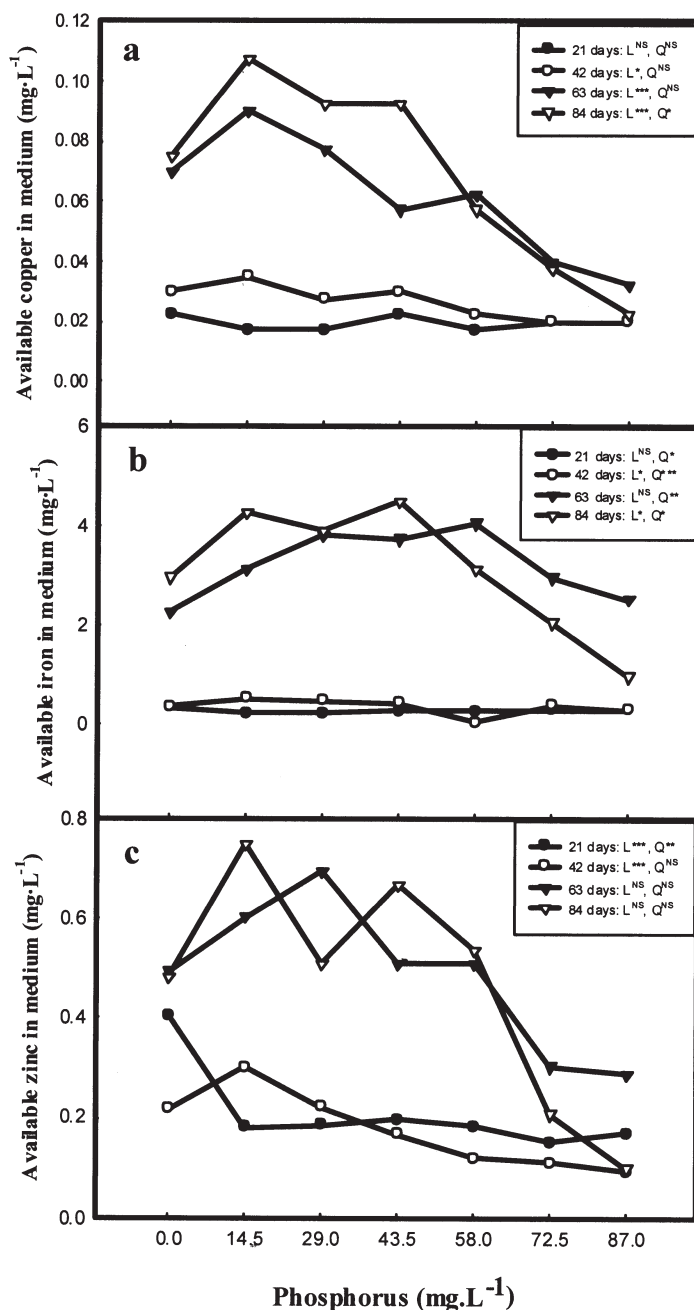 0.12
a
21 days: L^NS, Q^NS
42 days: L*, Q^NS
63 days: L***, Q^NS
84 days: L***, Q*
0.10
0.08
0.06
0.04
0.02
0.00
Available copper in medium (mg·L^-1)
6
b
21 days: L^NS, Q*
42 days: L*, Q***
63 days: L^NS, Q**
84 days: L*, Q*
4
2
0
Available iron in medium (mg·L^-1)
0.8
c
21 days: L***, Q**
42 days: L***, Q^NS
63 days: L^NS, Q^NS
84 days: L^NS, Q^NS
0.6
0.4
0.2
0.0
Available zinc in medium (mg·L^-1)
0.0 14.5 29.0 43.5 58.0 72.5 87.0
Phosphorus (mg.L^-1)